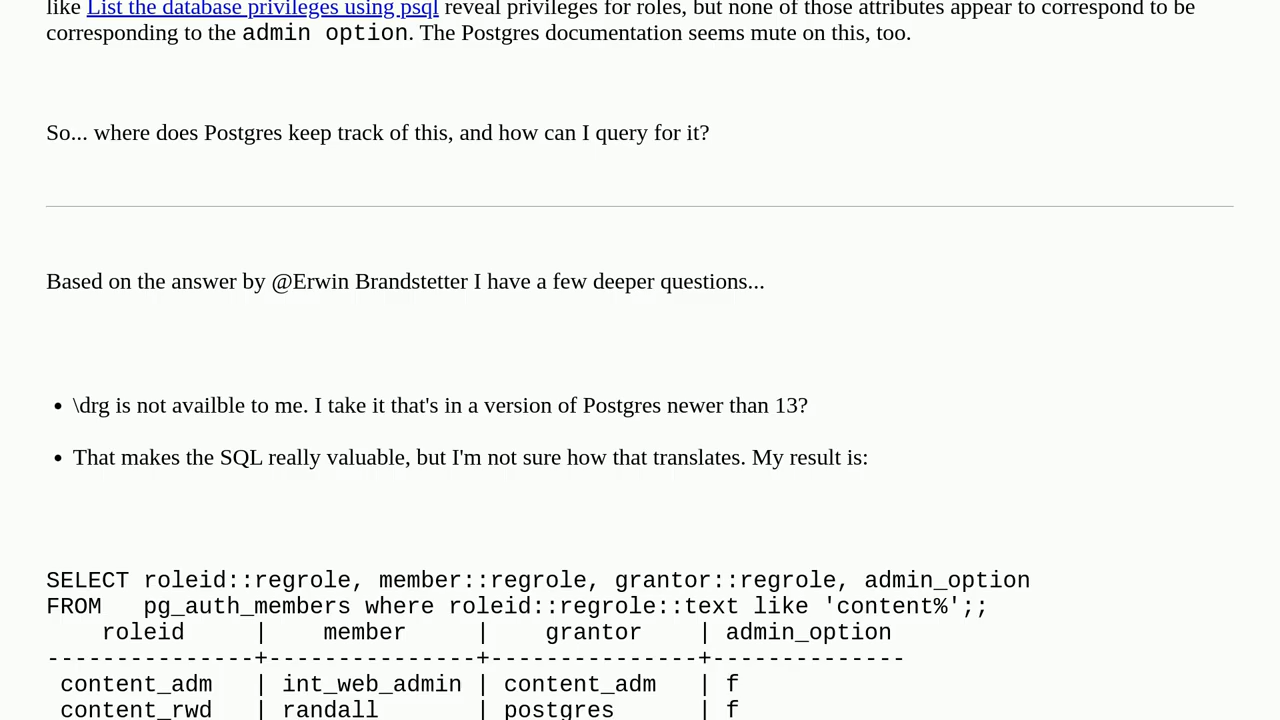 like List the database privileges using psql reveal privileges for roles, but none of those attributes appear to correspond to be
corresponding to the admin option. The Postgres documentation seems mute on this, too.
So... where does Postgres keep track of this, and how can I query for it?
Based on the answer by @Erwin Brandstetter I have a few deeper questions...
• \drg is not availble to me. I take it that's in a version of Postgres newer than 13?
• That makes the SQL really valuable, but I'm not sure how that translates. My result is:
SELECT roleid::regrole, member::regrole, grantor::regrole, admin_option
FROM   pg_auth_members where roleid::regrole::text like 'content%';;
    roleid     |    member     |    grantor    | admin_option
---------------+---------------+---------------+--------------
 content_adm   | int_web_admin | content_adm   | f
 content_rwd   | randall       | postgres      | f